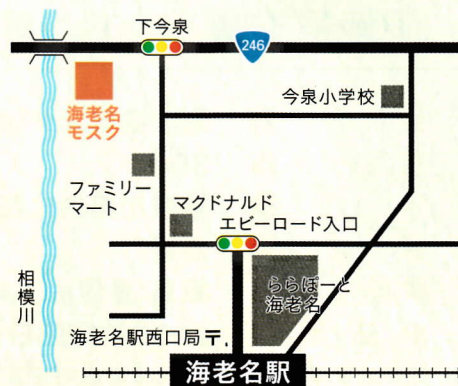 下今泉
246
海老名
モスク
今泉小学校
ファミリー
マート
マクドナルド
エビーロード入口
相模川
ららぽーと
海老名
海老名駅西口局 〒
海老名駅